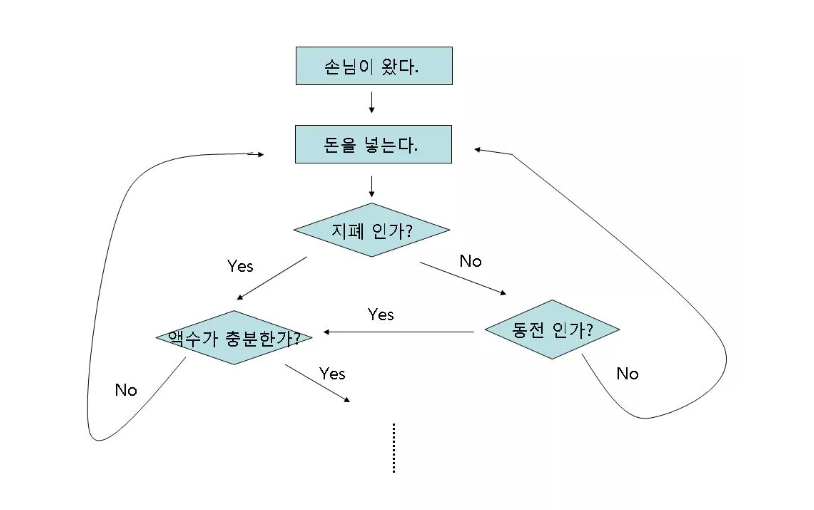 손님이 왔다.
돈을 넣는다.
지폐 인가?
Yes
No
액수가 충분한가?
Yes
동전 인가?
No
Yes
No